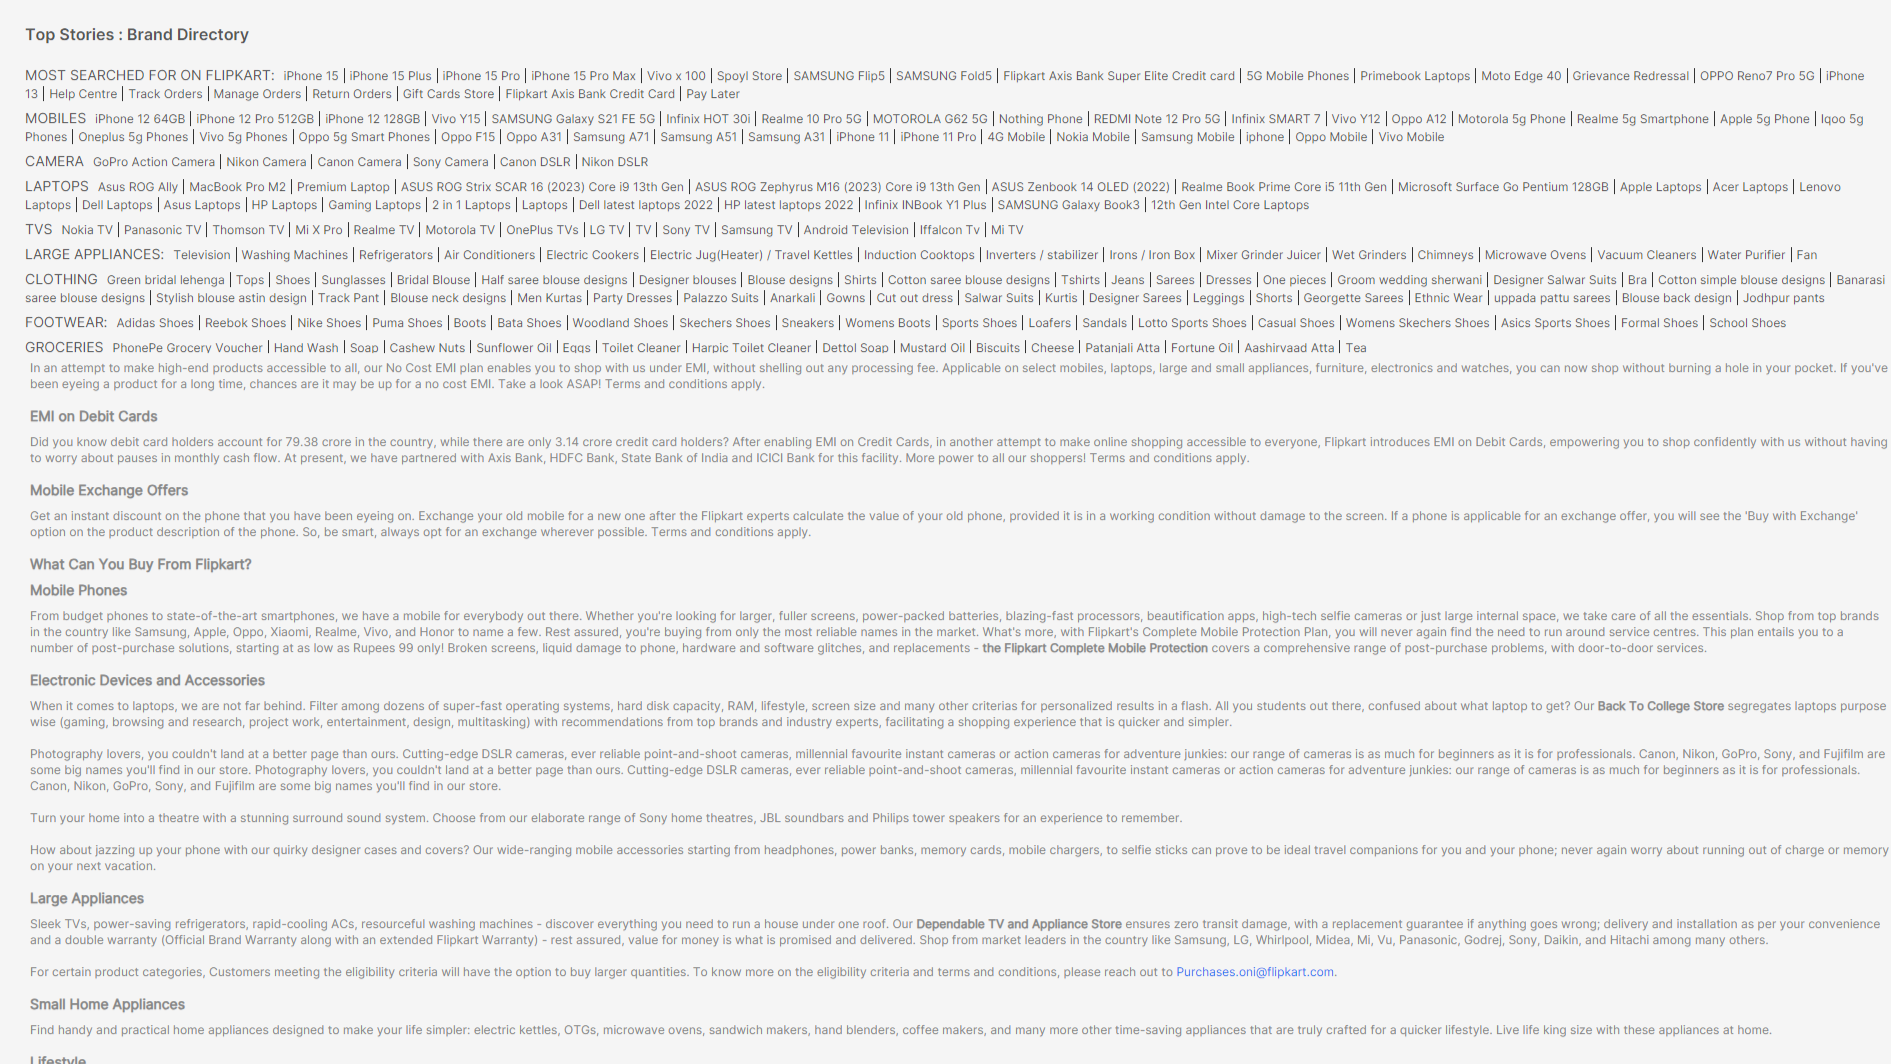 Top Stories : Brand Directory
MOST SEARCHED FOR ON FLIPKART: iPhone 15 | iPhone 15 Plus | iPhone 15 Pro | iPhone 15 Pro Max | Vivo x 100 | Spoyl Store | SAMSUNG Flip5 | SAMSUNG Fold5 | Flipkart Axis Bank Super Elite Credit card | 5G Mobile Phones | Primebook Laptops | Moto Edge 40 | Grievance Redressal | OPPO Reno7 Pro 5G | iPhone
13 | Help Centre | Track Orders | Manage Orders | Return Orders | Gift Cards Store | Flipkart Axis Bank Credit Card | Pay Later
MOBILES iPhone 12 64GB | iPhone 12 Pro 512GB | iPhone 12 128GB | Vivo Y15 | SAMSUNG Galaxy S21 FE 5G | Infinix HOT 30i | Realme 10 Pro 5G | MOTOROLA G62 5G | Nothing Phone | REDMI Note 12 Pro 5G | Infinix SMART 7 | Vivo Y12 | Oppo A12 | Motorola 5g Phone | Realme 5g Smartphone | Apple 5g Phone | Iqoo 5g
Phones | Oneplus 5g Phones | Vivo 5g Phones | Oppo 5g Smart Phones | Oppo F15 | Oppo A31 | Samsung A71 | Samsung A51 | Samsung A31 | iPhone 11 | iPhone 11 Pro | 4G Mobile | Nokia Mobile | Samsung Mobile | iphone | Oppo Mobile | Vivo Mobile
CAMERA GoPro Action Camera | Nikon Camera | Canon Camera | Sony Camera | Canon DSLR | Nikon DSLR
LAPTOPS Asus ROG Ally | MacBook Pro M2 | Premium Laptop | ASUS ROG Strix SCAR 16 (2023) Core i9 13th Gen | ASUS ROG Zephyrus M16 (2023) Core i9 13th Gen | ASUS Zenbook 14 OLED (2022) | Realme Book Prime Core i5 11th Gen | Microsoft Surface Go Pentium 128GB | Apple Laptops | Acer Laptops | Lenovo
Laptops | Dell Laptops | Asus Laptops | HP Laptops | Gaming Laptops | 2 in 1 Laptops | Laptops | Dell latest laptops 2022 | HP latest laptops 2022 | Infinix INBook Y1 Plus | SAMSUNG Galaxy Book3 | 12th Gen Intel Core Laptops
TVS Nokia TV | Panasonic TV | Thomson TV | Mi X Pro | Realme TV | Motorola TV | OnePlus TVs | LG TV | TV | Sony TV | Samsung TV | Android Television | Iffalcon Tv | Mi TV
LARGE APPLIANCES: Television | Washing Machines | Refrigerators | Air Conditioners | Electric Cookers | Electric Jug(Heater) / Travel Kettles | Induction Cooktops | Inverters / stabilizer | Irons / Iron Box | Mixer Grinder Juicer | Wet Grinders | Chimneys | Microwave Ovens | Vacuum Cleaners | Water Purifier | Fan
CLOTHING Green bridal lehenga | Tops | Shoes | Sunglasses | Bridal Blouse | Half saree blouse designs | Designer blouses | Blouse designs | Shirts | Cotton saree blouse designs | Tshirts | Jeans | Sarees | Dresses | One pieces | Groom wedding sherwani | Designer Salwar Suits | Bra | Cotton simple blouse designs | Banarasi
saree blouse designs | Stylish blouse astin design | Track Pant | Blouse neck designs | Men Kurtas | Party Dresses | Palazzo Suits | Anarkali | Gowns | Cut out dress | Salwar Suits | Kurtis | Designer Sarees | Leggings | Shorts | Georgette Sarees | Ethnic Wear | uppada pattu sarees | Blouse back design | Jodhpur pants
FOOTWEAR: Adidas Shoes | Reebok Shoes | Nike Shoes | Puma Shoes | Boots | Bata Shoes | Woodland Shoes | Skechers Shoes | Sneakers | Womens Boots | Sports Shoes | Loafers | Sandals | Lotto Sports Shoes | Casual Shoes | Womens Skechers Shoes | Asics Sports Shoes | Formal Shoes | School Shoes
GROCERIES PhonePe Grocery Voucher | Hand Wash | Soap | Cashew Nuts | Sunflower Oil | Eggs | Toilet Cleaner | Harpic Toilet Cleaner | Dettol Soap | Mustard Oil | Biscuits | Cheese | Patanjali Atta | Fortune Oil | Aashirvaad Atta | Tea
In an attempt to make high-end products accessible to all, our No Cost EMI plan enables you to shop with us under EMI, without shelling out any processing fee. Applicable on select mobiles, laptops, large and small appliances, furniture, electronics and watches, you can now shop without burning a hole in your pocket. If you've
been eyeing a product for a long time, chances are it may be up for a no cost EMI. Take a look ASAP! Terms and conditions apply.
EMI on Debit Cards
Did you know debit card holders account for 79.38 crore in the country, while there are only 3.14 crore credit card holders? After enabling EMI on Credit Cards, in another attempt to make online shopping accessible to everyone, Flipkart introduces EMI on Debit Cards, empowering you to shop confidently with us without having
to worry about pauses in monthly cash flow. At present, we have partnered with Axis Bank, HDFC Bank, State Bank of India and ICICI Bank for this facility. More power to all our shoppers! Terms and conditions apply.
Mobile Exchange Offers
Get an instant discount on the phone that you have been eyeing on. Exchange your old mobile for a new one after the Flipkart experts calculate the value of your old phone, provided it is in a working condition without damage to the screen. If a phone is applicable for an exchange offer, you will see the 'Buy with Exchange'
option on the product description of the phone. So, be smart, always opt for an exchange wherever possible. Terms and conditions apply.
What Can You Buy From Flipkart?
Mobile Phones
From budget phones to state-of-the-art smartphones, we have a mobile for everybody out there. Whether you're looking for larger, fuller screens, power-packed batteries, blazing-fast processors, beautification apps, high-tech selfie cameras or just large internal space, we take care of all the essentials. Shop from top brands
in the country like Samsung, Apple, Oppo, Xiaomi, Realme, Vivo, and Honor to name a few. Rest assured, you're buying from only the most reliable names in the market. What's more, with Flipkart's Complete Mobile Protection Plan, you will never again find the need to run around service centres. This plan entails you to a
number of post-purchase solutions, starting at as low as Rupees 99 only! Broken screens, liquid damage to phone, hardware and software glitches, and replacements - the Flipkart Complete Mobile Protection covers a comprehensive range of post-purchase problems, with door-to-door services.
Electronic Devices and Accessories
When it comes to laptops, we are not far behind. Filter among dozens of super-fast operating systems, hard disk capacity, RAM, lifestyle, screen size and many other criterias for personalized results in a flash. All you students out there, confused about what laptop to get? Our Back To College Store segregates laptops purpose
wise (gaming, browsing and research, project work, entertainment, design, multitasking) with recommendations from top brands and industry experts, facilitating a shopping experience that is quicker and simpler.
Photography lovers, you couldn't land at a better page than ours. Cutting-edge DSLR cameras, ever reliable point-and-shoot cameras, millennial favourite instant cameras or action cameras for adventure junkies: our range of cameras is as much for beginners as it is for professionals. Canon, Nikon, GoPro, Sony, and Fujifilm are
some big names you'll find in our store. Photography lovers, you couldn't land at a better page than ours. Cutting-edge DSLR cameras, ever reliable point-and-shoot cameras, millennial favourite instant cameras or action cameras for adventure junkies: our range of cameras is as much for beginners as it is for professionals.
Canon, Nikon, GoPro, Sony, and Fujifilm are some big names you'll find in our store.
Turn your home into a theatre with a stunning surround sound system. Choose from our elaborate range of Sony home theatres, JBL soundbars and Philips tower speakers for an experience to remember.
How about jazzing up your phone with our quirky designer cases and covers? Our wide-ranging mobile accessories starting from headphones, power banks, memory cards, mobile chargers, to selfie sticks can prove to be ideal travel companions for you and your phone; never again worry about running out of charge or memory
on your next vacation.
Large Appliances
Sleek TVs, power-saving refrigerators, rapid-cooling ACs, resourceful washing machines - discover everything you need to run a house under one roof. Our Dependable TV and Appliance Store ensures zero transit damage, with a replacement guarantee if anything goes wrong; delivery and installation as per your convenience
and a double warranty (Official Brand Warranty along with an extended Flipkart Warranty) - rest assured, value for money is what is promised and delivered. Shop from market leaders in the country like Samsung, LG, Whirlpool, Midea, Mi, Vu, Panasonic, Godrej, Sony, Daikin, and Hitachi among many others.
For certain product categories, Customers meeting the eligibility criteria will have the option to buy larger quantities. To know more on the eligibility criteria and terms and conditions, please reach out to Purchases.oni@flipkart.com.
Small Home Appliances
Find handy and practical home appliances designed to make your life simpler: electric kettles, OTGs, microwave ovens, sandwich makers, hand blenders, coffee makers, and many more other time-saving appliances that are truly crafted for a quicker lifestyle. Live life king size with these appliances at home.
Lifestyle